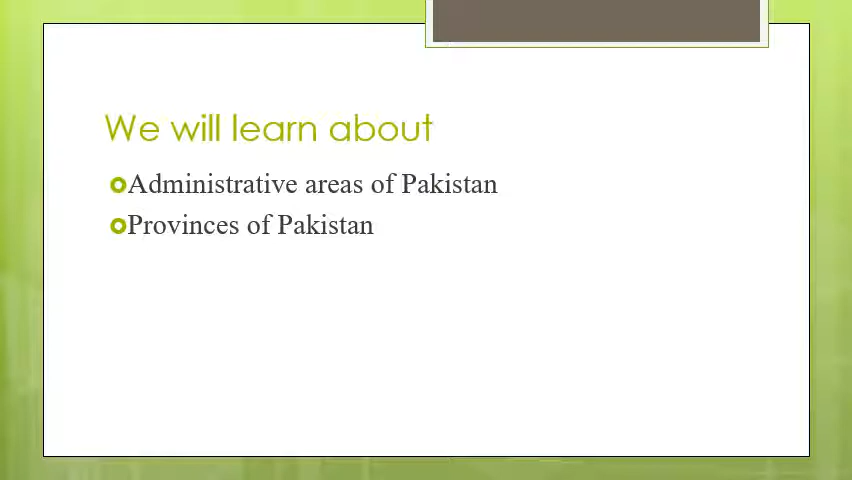 We will learn about
Administrative areas of Pakistan
Provinces of Pakistan